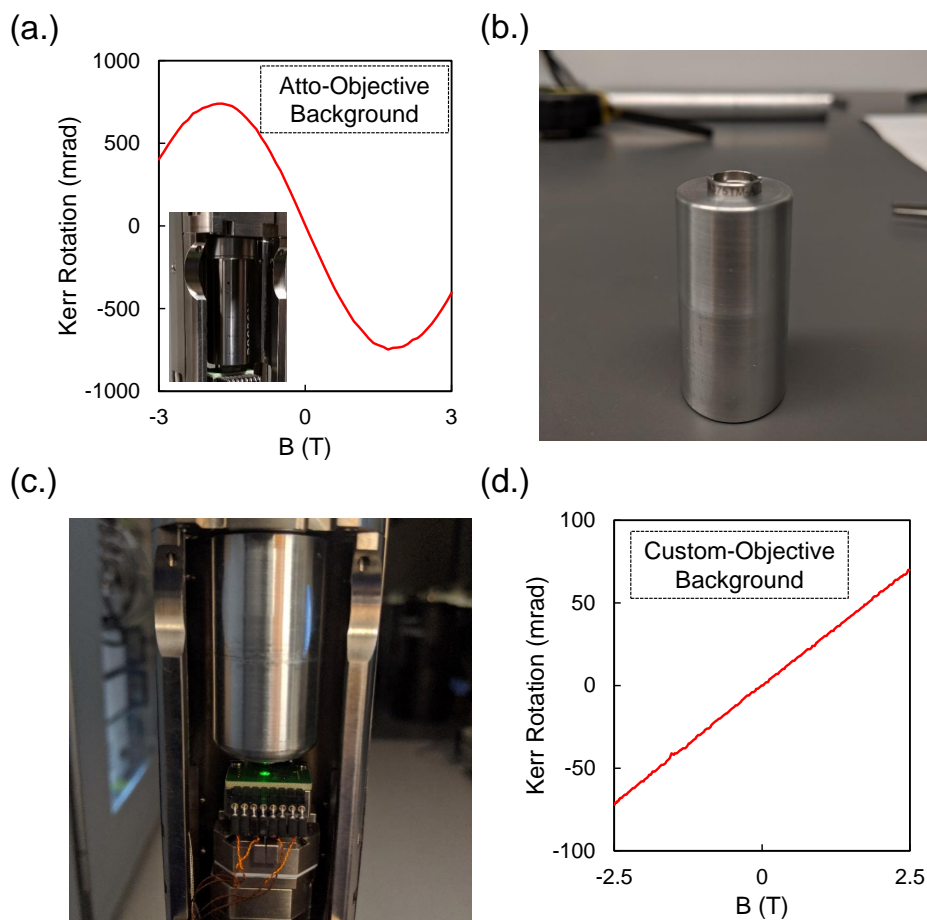 (a.)
1000
500
0
-500
-1000
Kerr Rotation (mrad)
Atto-Objective
Background
-3
0
3
B (T)
(b.)
(c.)
(d.)
100
50
0
-50
-100
Kerr Rotation (mrad)
Custom-Objective
Background
-2.5
0
2.5
B (T)